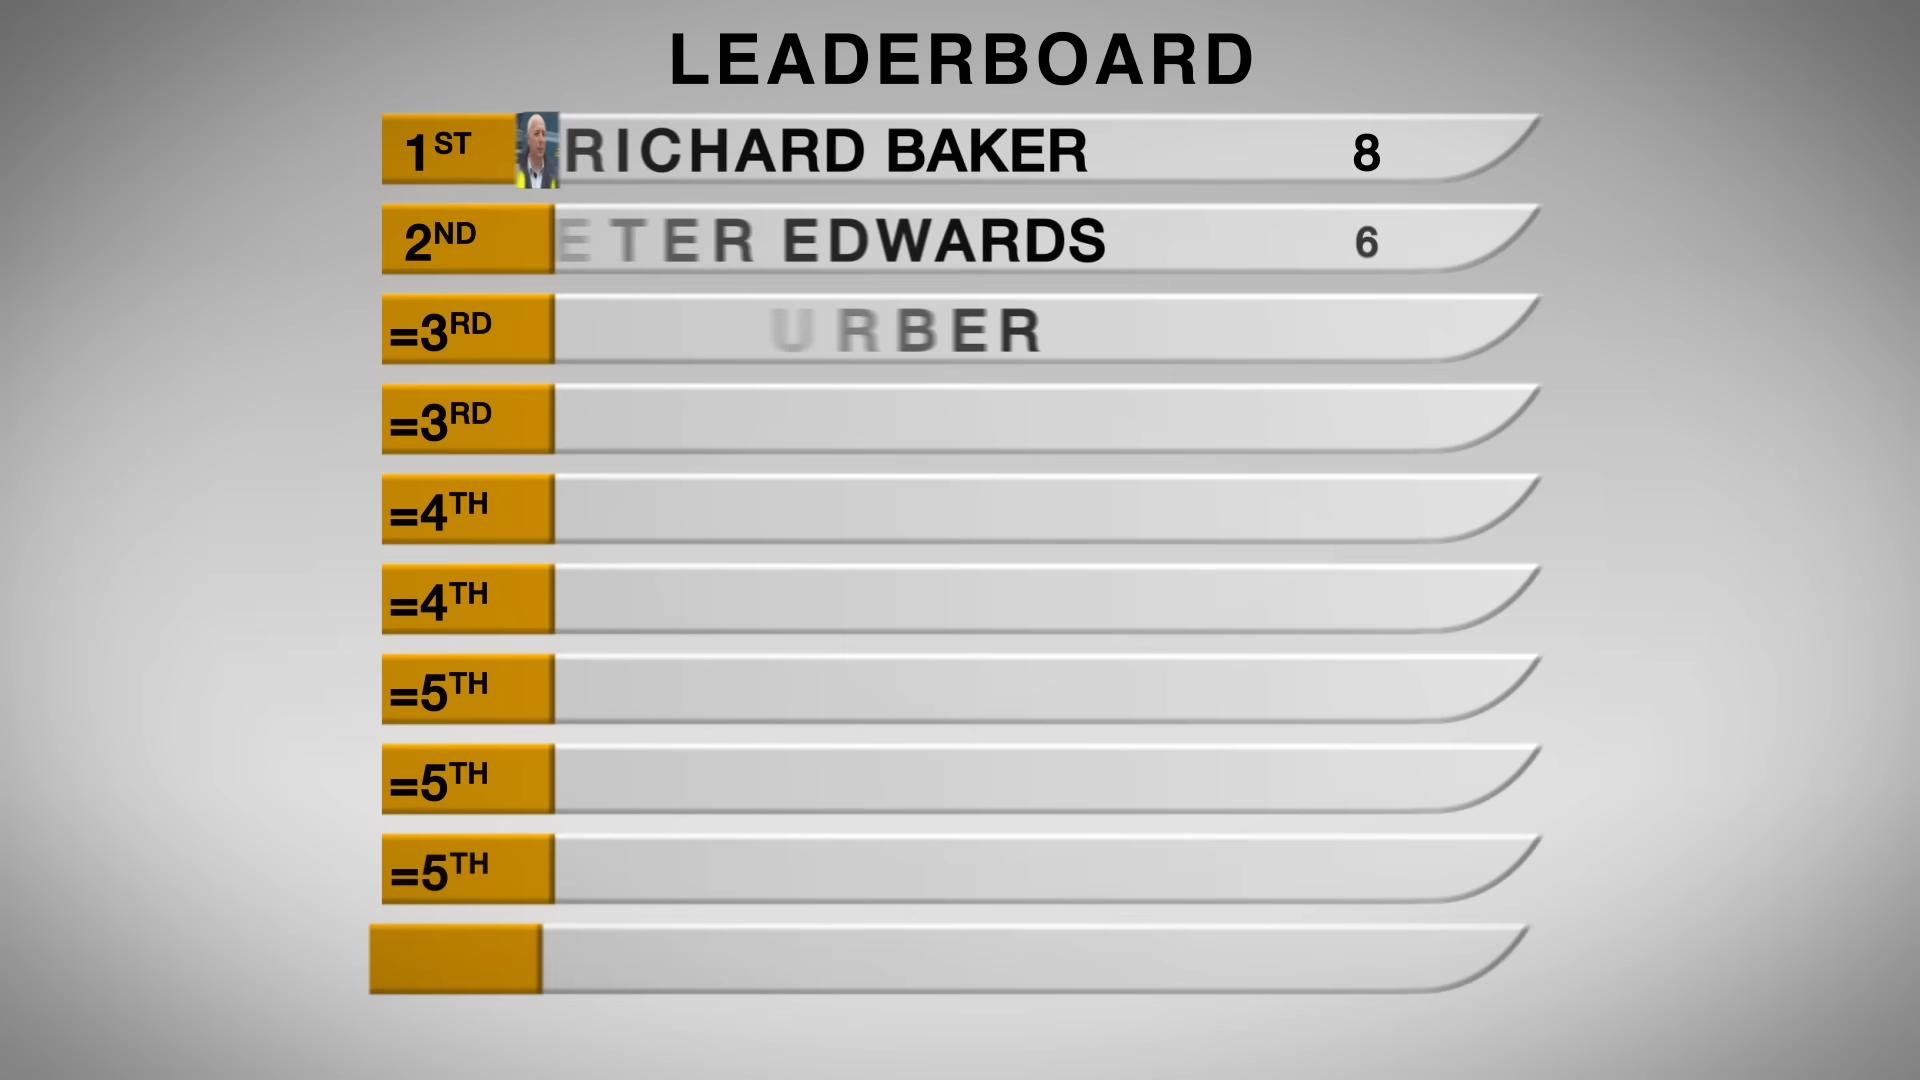 LEADERBOARD
1ST RICHARD BAKER 8
2ND ETER EDWARDS 6
=3RD URBER
=3RD
=4TH
=4TH
=5TH
=5TH
=5TH